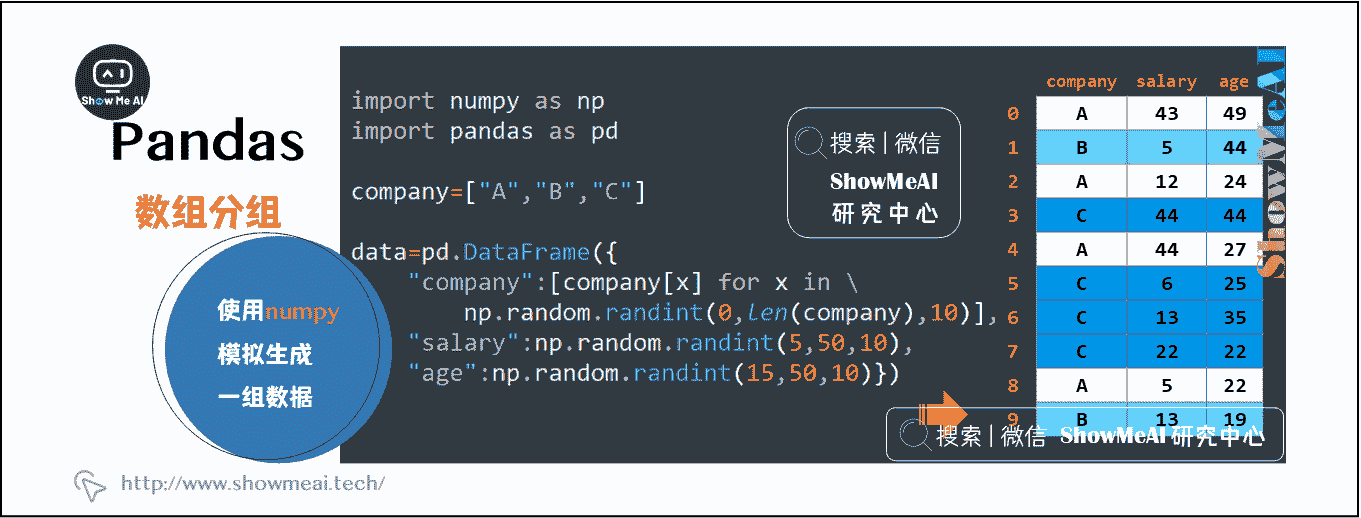 Show Me AI
Pandas
数组分组
使用numpy
模拟生成
一组数据
import numpy as np
import pandas as pd
company=["A","B","C"]
data=pd.DataFrame({
"company":[company[x] for x in \
np.random.randint(0,len(company),10)],
"salary":np.random.randint(5,50,10),
"age":np.random.randint(15,50,10)})
搜索 | 微信
ShowMeAI
研究中心
company salary age
0 A 43 49
1 B 5 44
2 A 12 24
3 C 44 44
4 A 44 27
5 C 6 25
6 C 13 35
7 C 22 22
8 A 5 22
9 B 13 19
ShowMeAI
搜索 | 微信 ShowMeAI 研究中心
http://www.showmeai.tech/